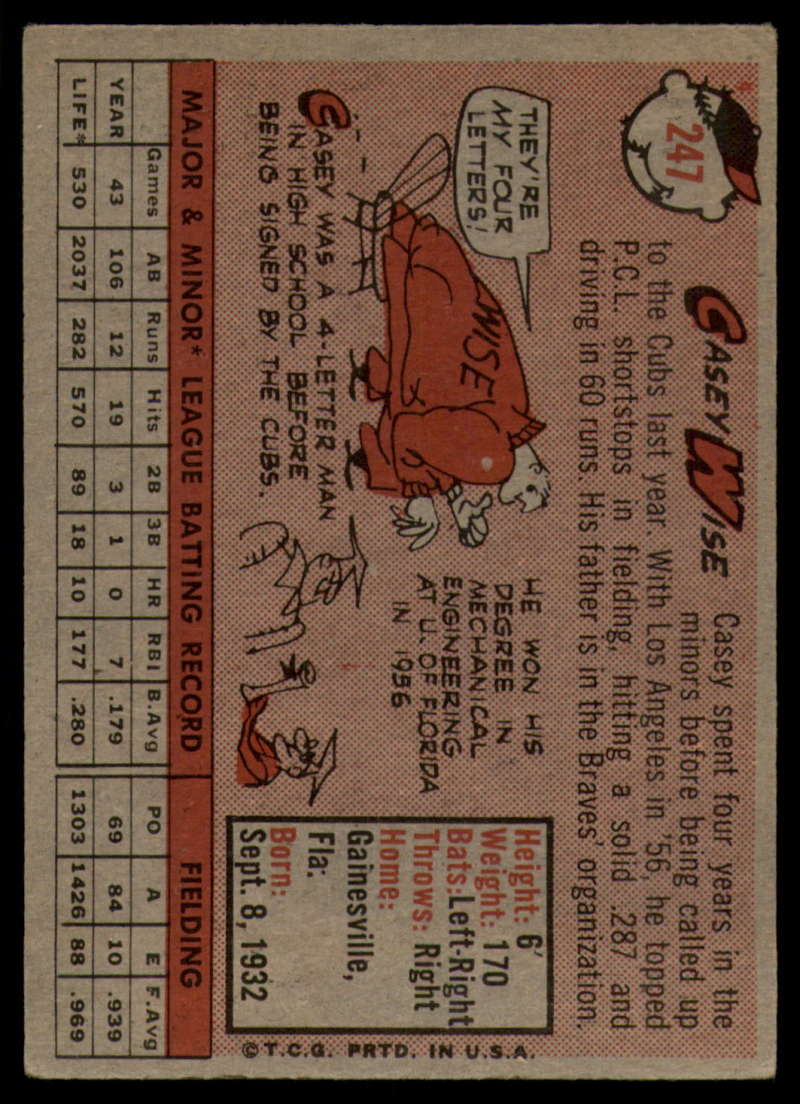 247
CASEY WISE
Casey spent four years in the
minors before being called up
to the Cubs last year. With Los Angeles in '56, he topped
P.C.L. shortstops in fielding, hitting a solid .287 and
driving in 60 runs. His father is in the Braves' organization.
THEY'RE
MY FOUR
LETTERS!
WISE
CASEY WAS A 4-LETTER MAN
IN HIGH SCHOOL BEFORE
BEING SIGNED BY THE CUBS.
HE WON HIS
DEGREE IN
MECHANICAL
ENGINEERING
AT U. OF FLORIDA
IN 1956
Height: 6'
Weight: 170
Bats: Left-Right
Throws: Right
Home:
Gainesville,
Fla.
Born:
Sept. 8, 1932
MAJOR & MINOR* LEAGUE BATTING RECORD FIELDING
Games AB Runs Hits 2B 3B HR RBI B.Avg PO A E F.Avg
YEAR 43 106 12 19 3 1 0 7 .179 69 84 10 .939
LIFE* 530 2037 282 570 89 18 10 177 .280 1303 1426 88 .969
©T.C.G. PRTD. IN U.S.A.